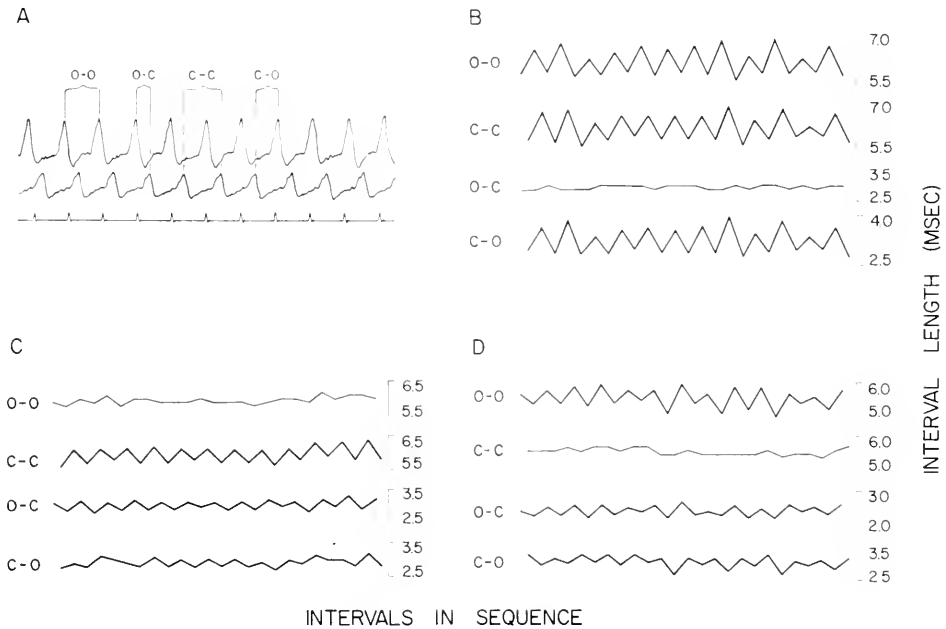 A
O-O
O-C
C-C
C-O
B
O-O
7.0
5.5
C-C
7.0
5.5
O-C
3.5
2.5
C-O
4.0
2.5
C
O-O
6.5
5.5
C-C
6.5
5.5
O-C
3.5
2.5
C-O
3.5
2.5
D
O-O
6.0
5.0
C-C
6.0
5.0
O-C
3.0
2.0
C-O
3.5
2.5
INTERVAL LENGTH (MSEC)
INTERVALS IN SEQUENCE